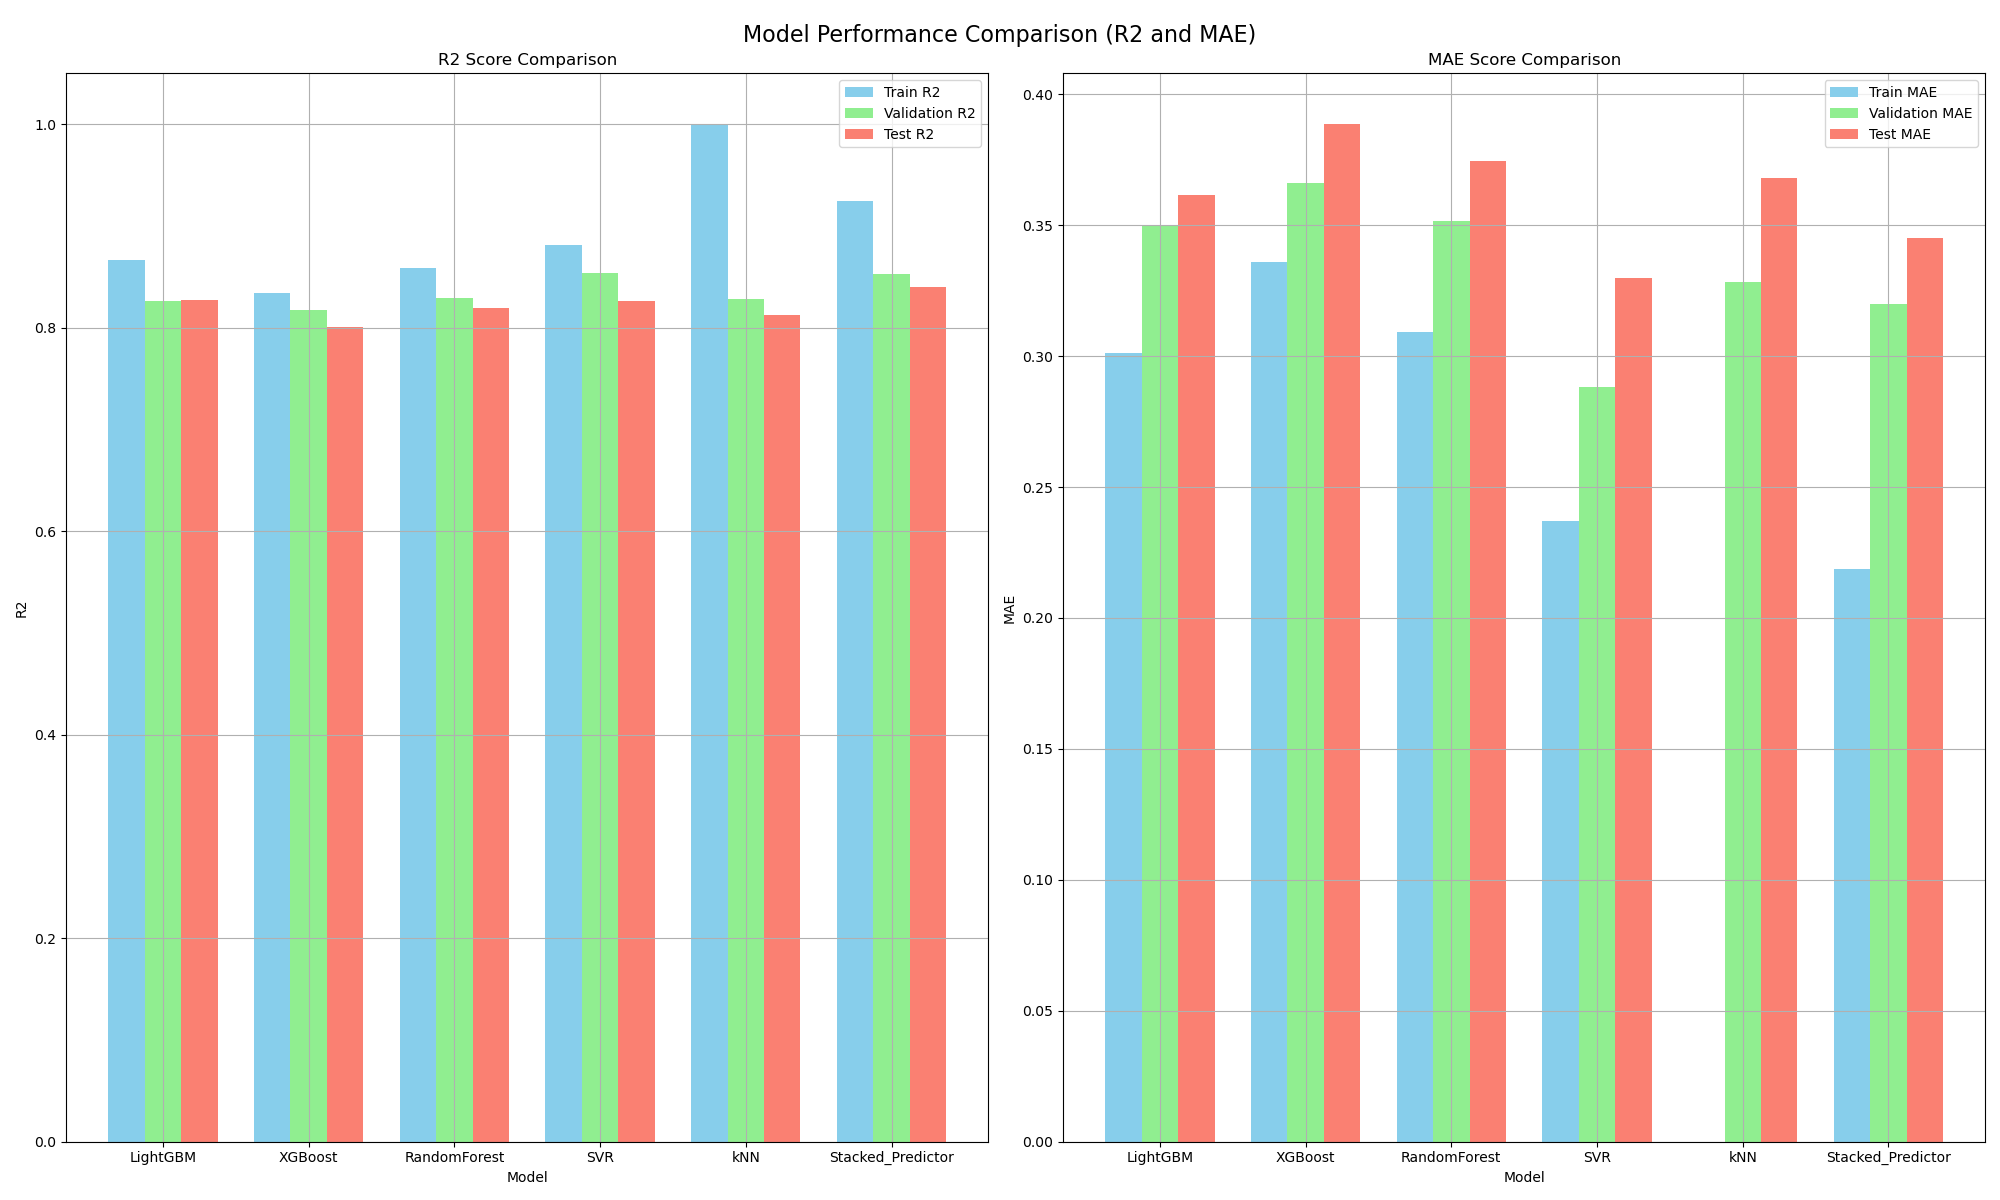 Model Performance Comparison (R2 and MAE)
R2 Score Comparison
Train R2
Validation R2
Test R2
1.0
0.8
0.6
0.4
0.2
0.0
R2
LightGBM XGBoost RandomForest SVR kNN Stacked_Predictor
Model
MAE Score Comparison
Train MAE
Validation MAE
Test MAE
0.40
0.35
0.30
0.25
0.20
0.15
0.10
0.05
0.00
MAE
LightGBM XGBoost RandomForest SVR kNN Stacked_Predictor
Model